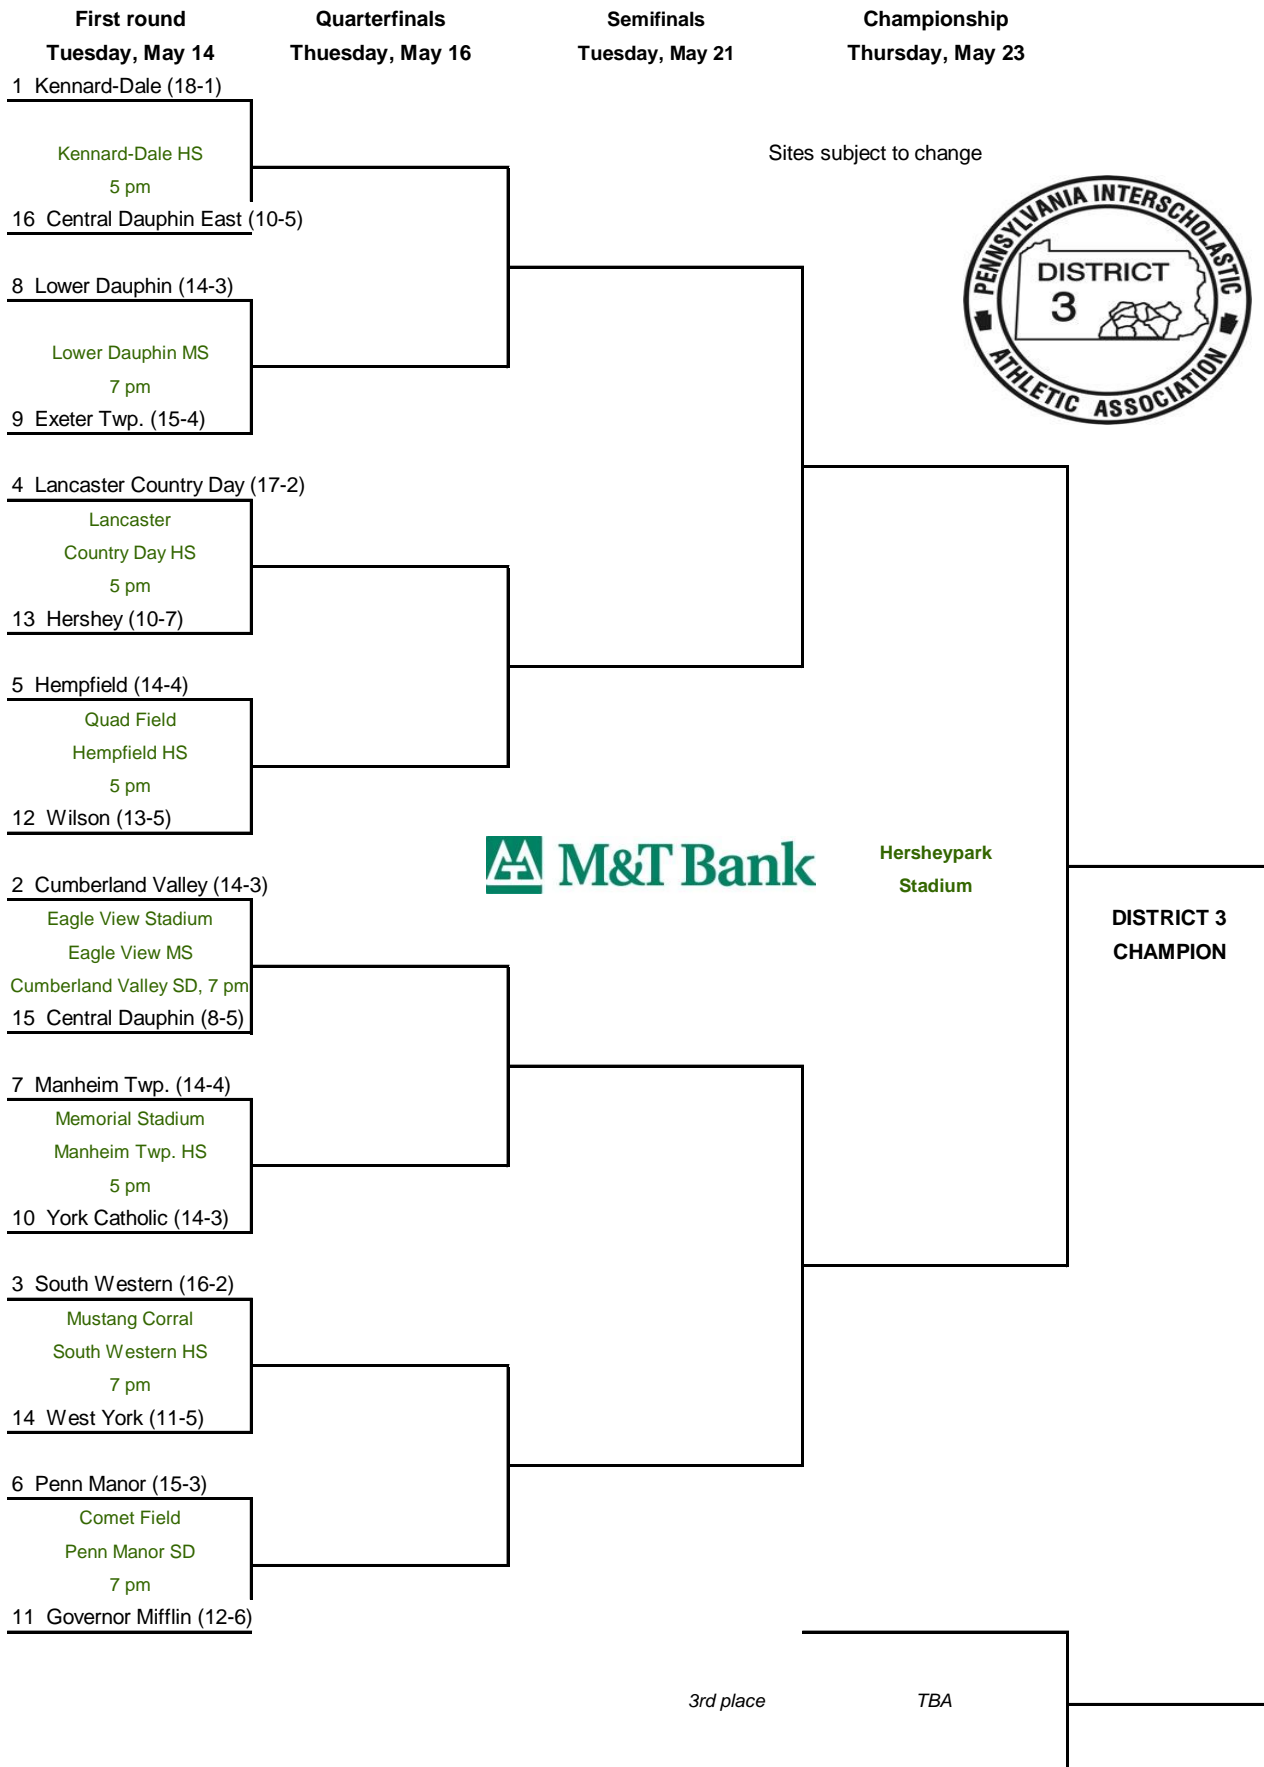 First round
Quarterfinals
Semifinals
Championship
Tuesday, May 14
Thuesday, May 16
Tuesday, May 21
Thursday, May 23
1 Kennard-Dale (18-1)
Kennard-Dale HS
5 pm
16 Central Dauphin East (10-5)
Sites subject to change
PENNSYLVANIA INTERSCHOLASTIC
DISTRICT
3
ATHLETIC ASSOCIATION
8 Lower Dauphin (14-3)
Lower Dauphin MS
7 pm
9 Exeter Twp. (15-4)
4 Lancaster Country Day (17-2)
Lancaster
Country Day HS
5 pm
13 Hershey (10-7)
5 Hempfield (14-4)
Quad Field
Hempfield HS
5 pm
12 Wilson (13-5)
M&T Bank
Hersheypark
Stadium
2 Cumberland Valley (14-3)
Eagle View Stadium
Eagle View MS
Cumberland Valley SD, 7 pm
15 Central Dauphin (8-5)
DISTRICT 3
CHAMPION
7 Manheim Twp. (14-4)
Memorial Stadium
Manheim Twp. HS
5 pm
10 York Catholic (14-3)
3 South Western (16-2)
Mustang Corral
South Western HS
7 pm
14 West York (11-5)
6 Penn Manor (15-3)
Comet Field
Penn Manor SD
7 pm
11 Governor Mifflin (12-6)
3rd place
TBA